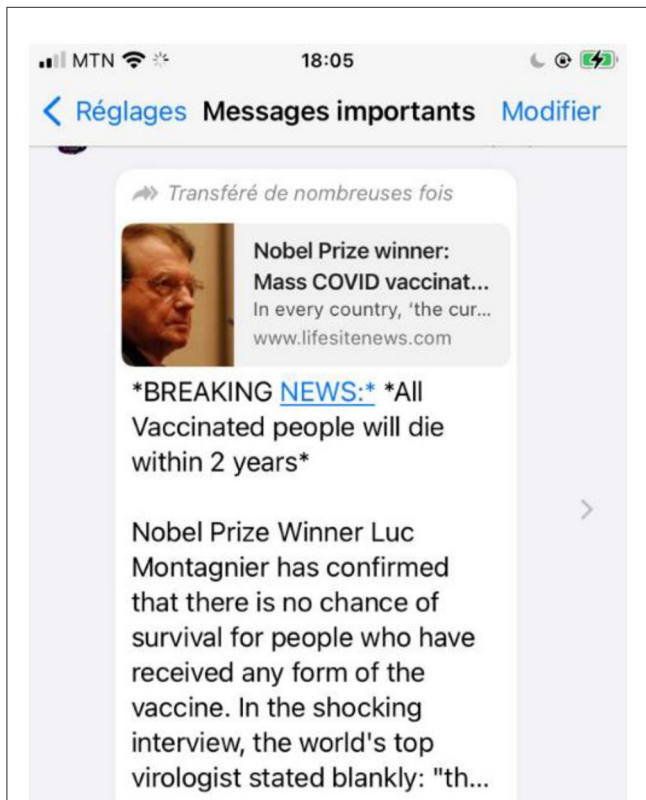 MTN 18:05
Réglages Messages importants Modifier
Transféré de nombreuses fois
Nobel Prize winner:
Mass COVID vaccinat...
In every country, 'the cur...
www.lifesitenews.com
*BREAKING NEWS:* *All
Vaccinated people will die
within 2 years*
Nobel Prize Winner Luc
Montagnier has confirmed
that there is no chance of
survival for people who have
received any form of the
vaccine. In the shocking
interview, the world's top
virologist stated blankly: "th...